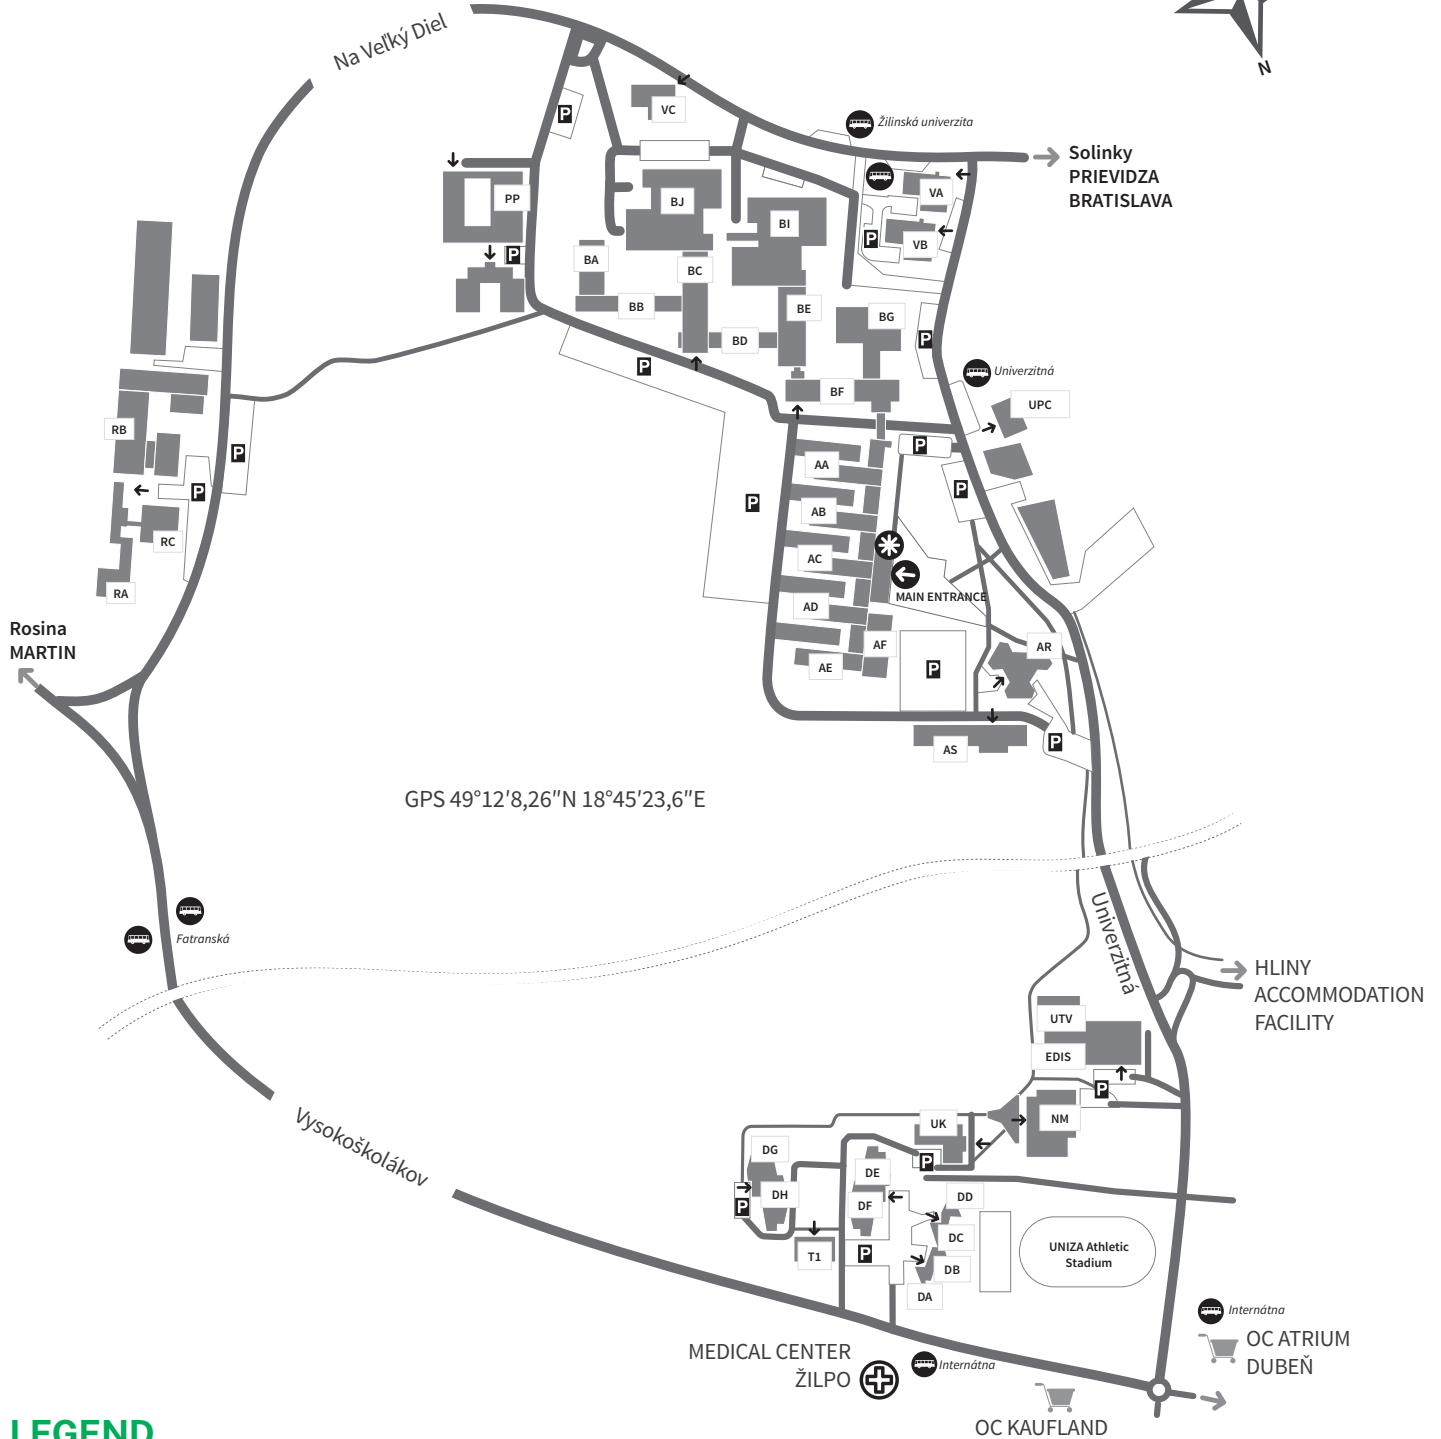 N
Na Veľký Diel
P
VC
Žilinská univerzita
Solinky
PRIEVIDZA
BRATISLAVA
PP
BJ
BI
VA
P
VB
P
BA
BC
BB
BE
BG
BD
P
P
Univerzitná
UPC
BF
RB
P
P
AA
P
P
P
AB
RC
AC
RA
MAIN ENTRANCE
AD
Rosina
MARTIN
AF
AR
AE
P
AS
P
GPS 49°12'8,26"N 18°45'23,6"E
Fatranská
Univerzitná
HLINY
ACCOMMODATION
FACILITY
UTV
EDIS
P
Vysokoškolákov
UK
NM
DG
P
DE
DH
DD
P
DF
DC
T1
P
DB
DA
UNIZA Athletic
Stadium
Internátna
OC ATRIUM
DUBEŇ
MEDICAL CENTER
ŽILPO
Internátna
OC KAUFLAND
LEGEND